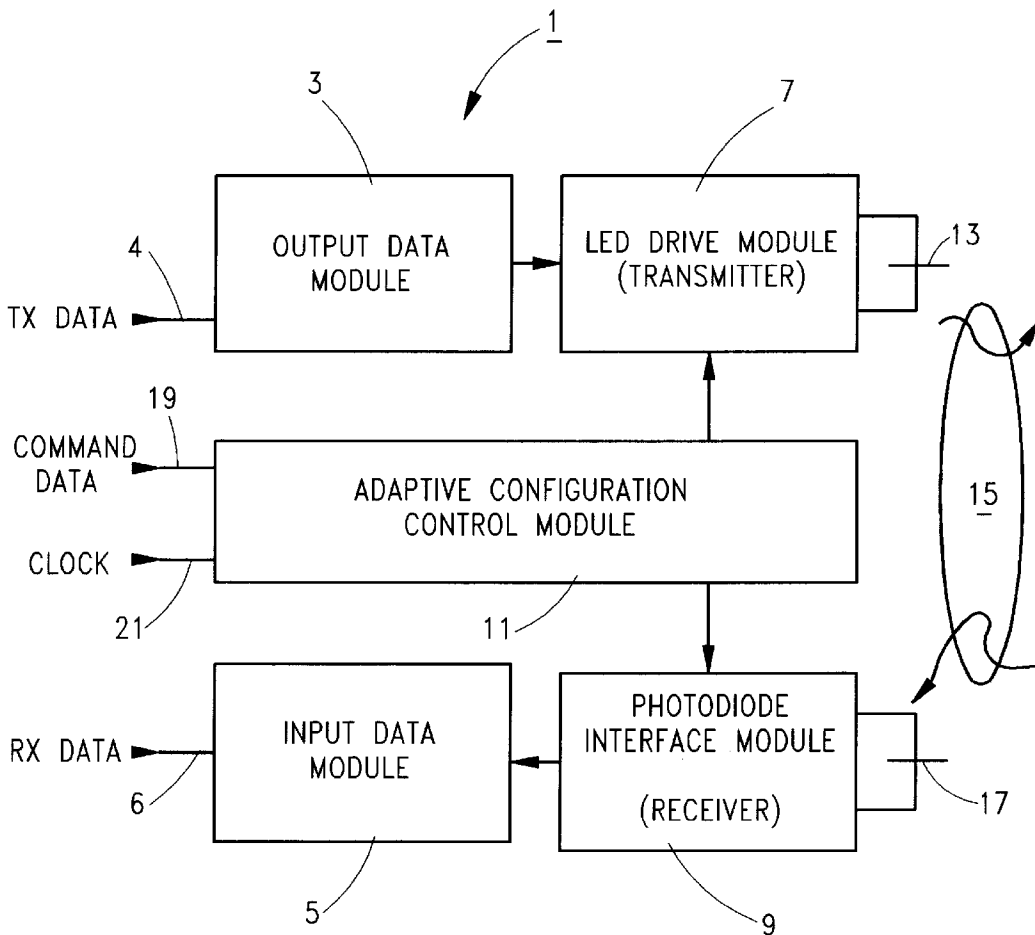 1
3
7
OUTPUT DATA
MODULE
LED DRIVE MODULE
(TRANSMITTER)
13
4
TX DATA
19
COMMAND
DATA
ADAPTIVE CONFIGURATION
CONTROL MODULE
15
CLOCK
21
11
INPUT DATA
MODULE
PHOTODIODE
INTERFACE MODULE
(RECEIVER)
RX DATA
6
17
5
9